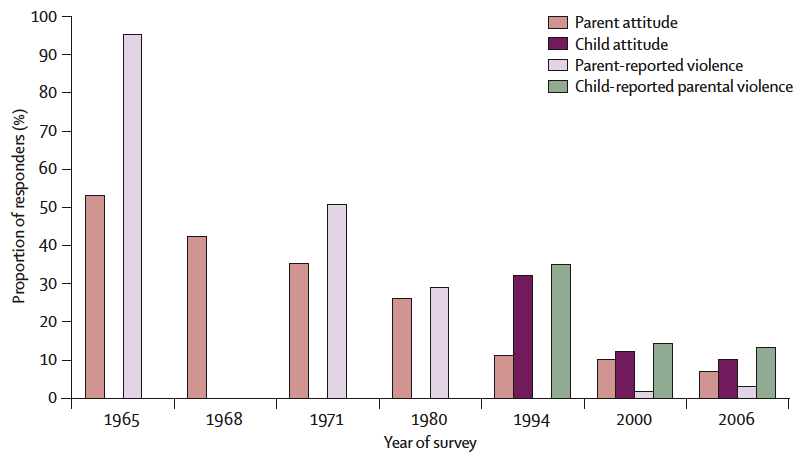 100
90
80
70
60
50
40
30
20
10
0
Proportion of responders (%)
Parent attitude
Child attitude
Parent-reported violence
Child-reported parental violence
1965 1968 1971 1980 1994 2000 2006
Year of survey